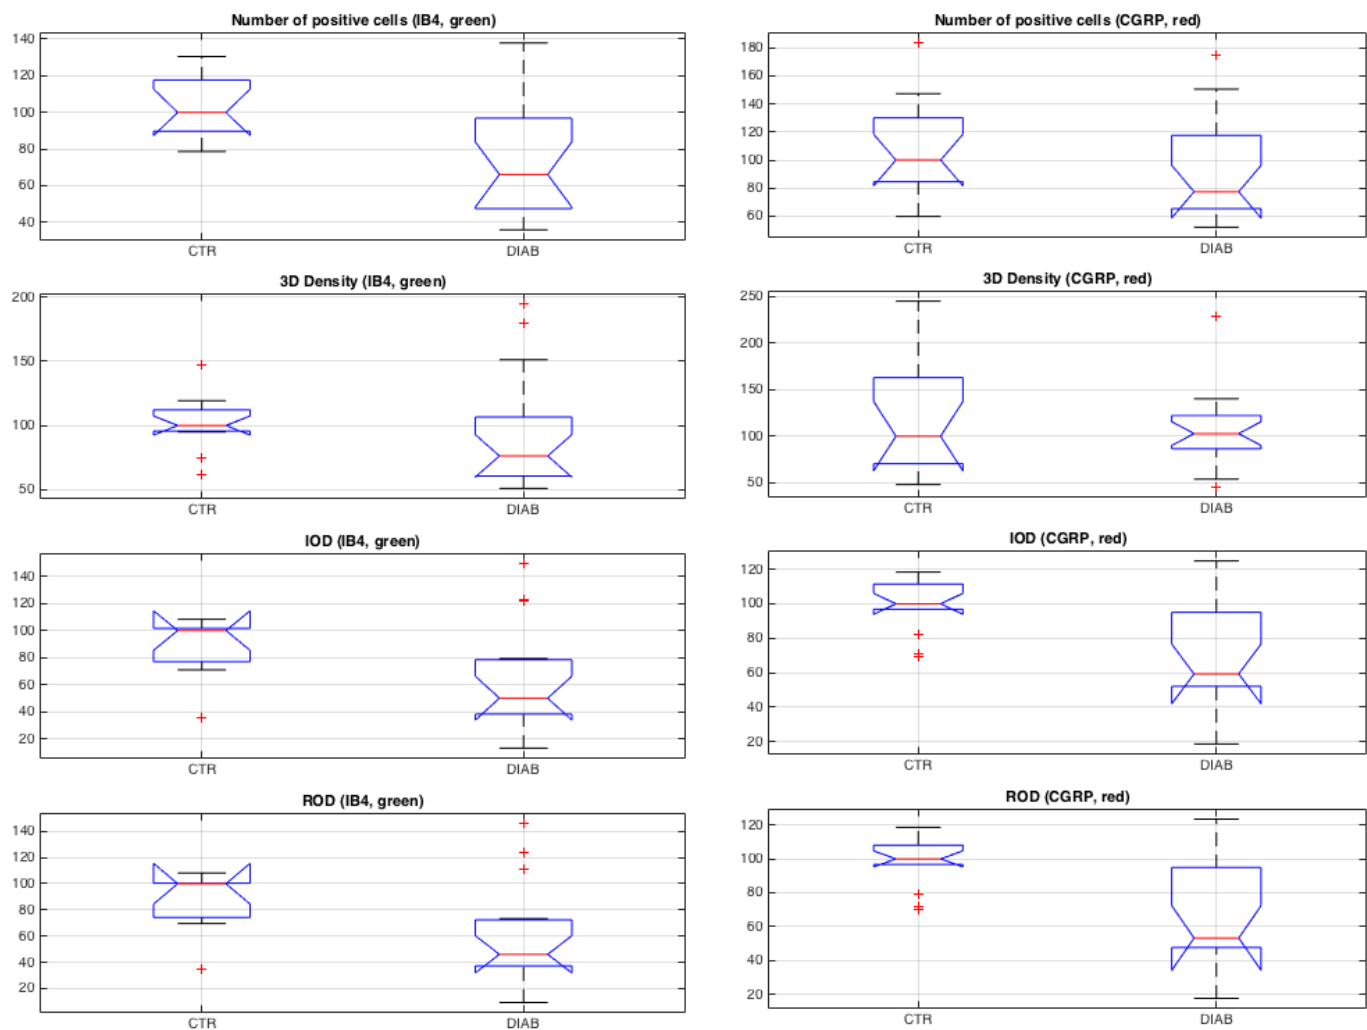 Number of positive cells (IB4, green)
140
120
100
80
60
40
CTR
DIAB
Number of positive cells (CGRP, red)
180
160
140
120
100
80
60
CTR
DIAB
3D Density (IB4, green)
200
150
100
50
CTR
DIAB
3D Density (CGRP, red)
250
200
150
100
50
CTR
DIAB
IOD (IB4, green)
140
120
100
80
60
40
20
CTR
DIAB
IOD (CGRP, red)
120
100
80
60
40
20
CTR
DIAB
ROD (IB4, green)
140
120
100
80
60
40
20
CTR
DIAB
ROD (CGRP, red)
120
100
80
60
40
20
CTR
DIAB